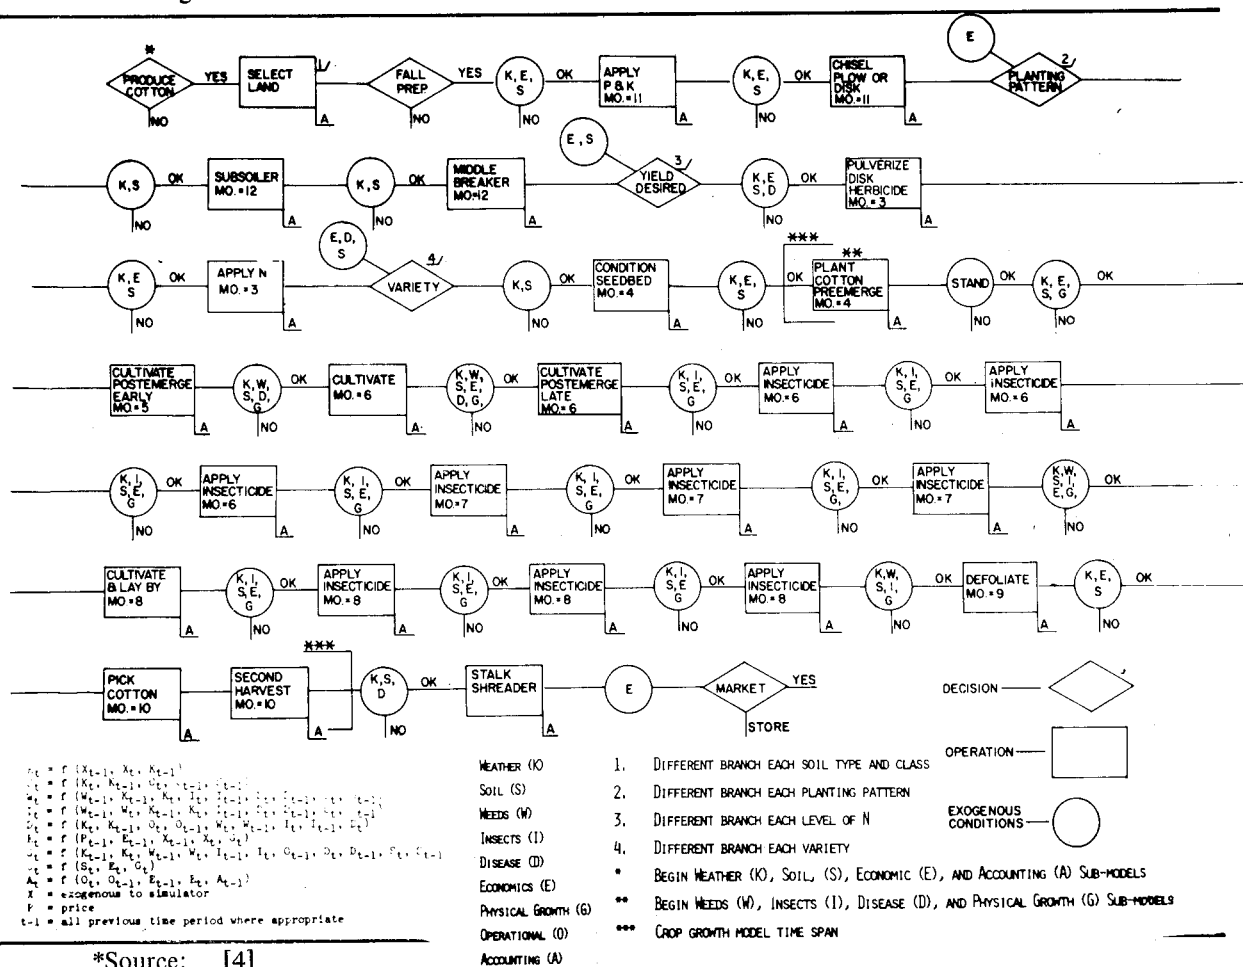 *
PRODUCE COTTON YES SELECT LAND 1/ FALL PREP YES K, E, S OK APPLY P & K MO. = 11 K, E, S OK CHISEL PLOW OR DISK MO. = 11 E PLANTING PATTERN 2/
NO A NO NO A NO A NO
K,S OK SUBSOILER MO. = 12 K,S OK MIDDLE BREAKER MO. = 12 E,S YIELD DESIRED 3/ K, E S, D OK PULVERIZE DISK HERBICIDE MO. = 3
NO A NO A NO A
K, E S OK APPLY N MO. = 3 E, D, S VARIETY 4/ K,S OK CONDITION SEEDBED MO. = 4 K, E, S OK *** ** PLANT COTTON PREEMERGE MO. = 4 STAND OK K, E, S, G OK
NO A NO A NO A NO NO
CULTIVATE POSTEMERGE EARLY MO. = 5 K, W, S, D, G OK CULTIVATE MO. = 6 K, W, S, E, D, G, OK CULTIVATE POSTMERGE LATE MO. = 6 K, I, S, E, G OK APPLY INSECTICIDE MO. = 6 K, I, S, E, G OK APPLY INSECTICIDE MO. = 6
A NO A NO A NO A NO A
K, I, S, E, G OK APPLY INSECTICIDE MO. = 6 K, I, S, E, G OK APPLY INSECTICIDE MO. = 7 K, I, S, E, G OK APPLY INSECTICIDE MO. = 7 K, I, S, E, G OK APPLY INSECTICIDE MO. = 7 K, W, S, I, E, G, OK
NO A NO A NO A NO A NO
CULTIVATE & LAY BY MO = 8 K, I, S, E, G OK APPLY INSECTICIDE MO. = 8 K, I, S, E, G OK APPLY INSECTICIDE MO. = 8 K, I, S, E G OK APPLY INSECTICIDE MO. = 8 K, W, S, I, G OK DEFOLIATE MO. = 9 K, E, S OK
A NO A NO A NO A NO A NO
PICK COTTON MO. = 10 SECOND HARVEST MO. = 10 *** K, S, D OK STALK SHREADER E MARKET YES
A A NO A STORE
DECISION
OPERATION
EXOGENOUS CONDITIONS
X = exogenous to simulator
P = price
t-1 = all previous time period where appropriate
WEATHER (K)
SOIL (S)
WEEDS (W)
INSECTS (I)
DISEASE (D)
ECONOMICS (E)
PHYSICAL GROWTH (G)
OPERATIONAL (O)
ACCOUNTING (A)
1. DIFFERENT BRANCH EACH SOIL TYPE AND CLASS
2. DIFFERENT BRANCH EACH PLANTING PATTERN
3. DIFFERENT BRANCH EACH LEVEL OF N
4. DIFFERENT BRANCH EACH VARIETY
* BEGIN WEATHER (K), SOIL, (S), ECONOMIC (E), AND ACCOUNTING (A) SUB-MODELS
** BEGIN WEEDS (W), INSECTS (I), DISEASE (D), AND PHYSICAL GROWTH (G) SUB-MODELS
*** CROP GROWTH MODEL TIME SPAN
*Source: [4]